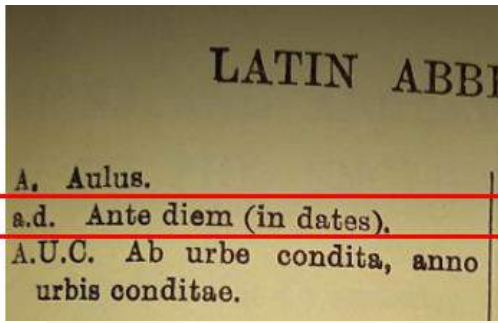 LATIN ABB
A. Aulus.
a.d. Ante diem (in dates).
A.U.C. Ab urbe condita, anno
urbis conditae.